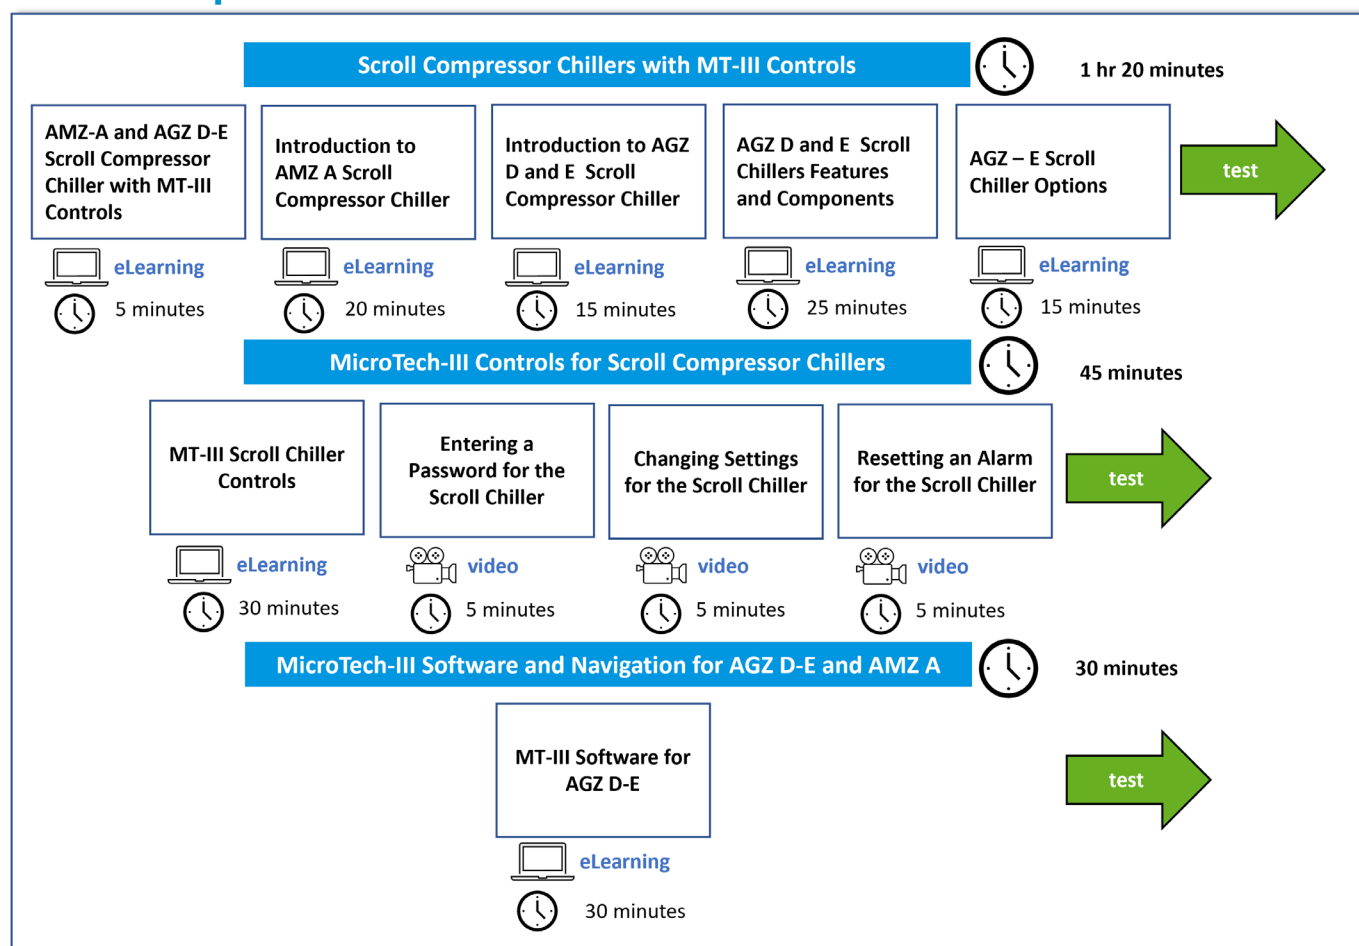 Scroll Compressor Chillers with MT-III Controls
1 hr 20 minutes
AMZ-A and AGZ D-E
Scroll Compressor
Chiller with MT-III
Controls
Introduction to
AMZ A Scroll
Compressor Chiller
Introduction to AGZ
D and E Scroll
Compressor Chiller
AGZ D and E Scroll
Chillers Features
and Components
AGZ – E Scroll
Chiller Options
test
eLearning
5 minutes
eLearning
20 minutes
eLearning
15 minutes
eLearning
25 minutes
eLearning
15 minutes
MicroTech-III Controls for Scroll Compressor Chillers
45 minutes
MT-III Scroll Chiller
Controls
Entering a
Password for the
Scroll Chiller
Changing Settings
for the Scroll Chiller
Resetting an Alarm
for the Scroll Chiller
test
eLearning
30 minutes
video
5 minutes
video
5 minutes
video
5 minutes
MicroTech-III Software and Navigation for AGZ D-E and AMZ A
30 minutes
MT-III Software for
AGZ D-E
test
eLearning
30 minutes